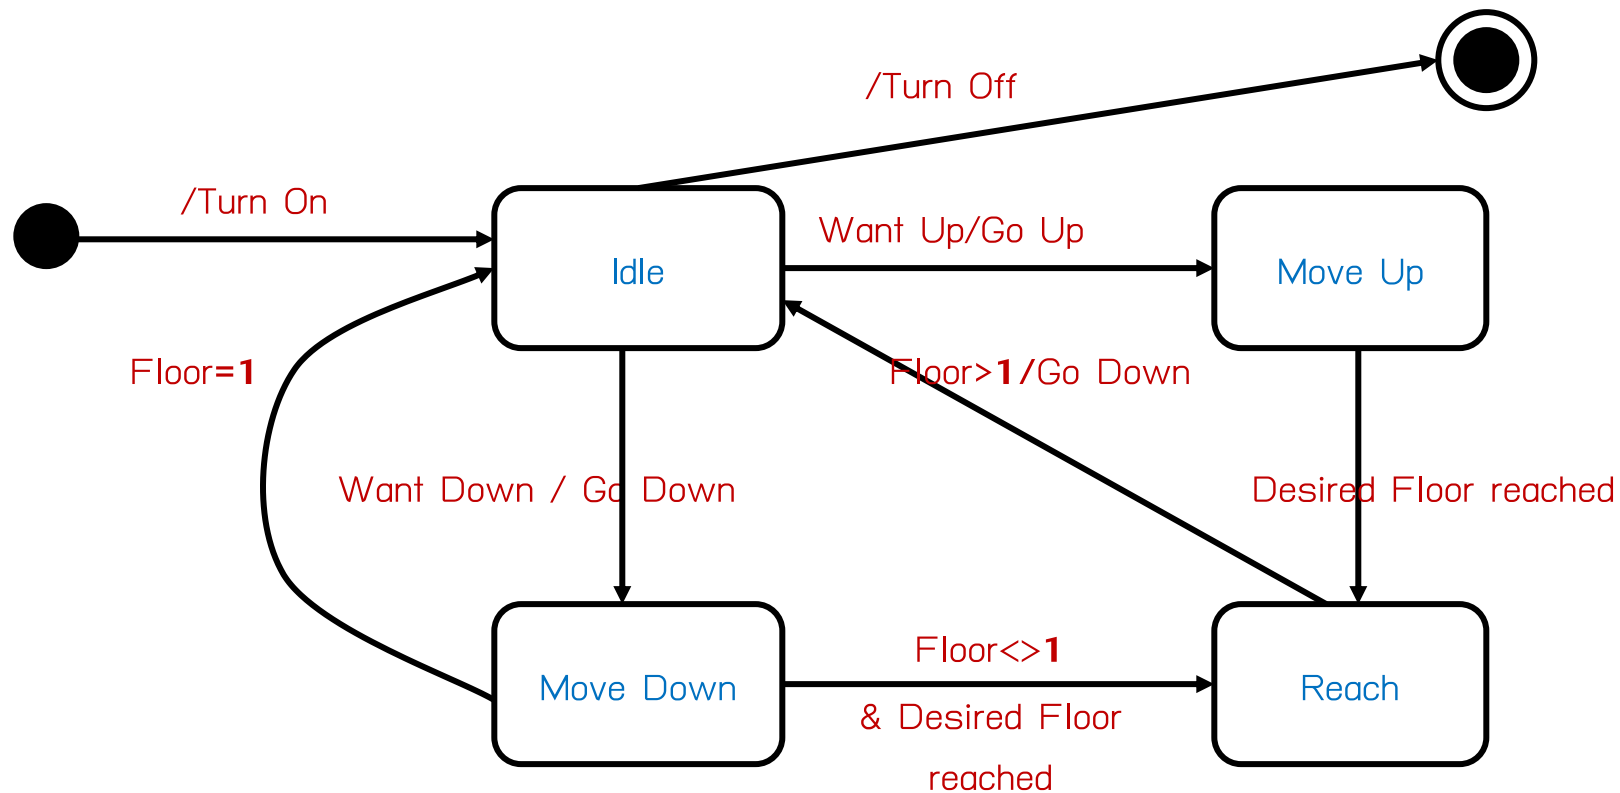 /Turn Off
/Turn On
Want Up/Go Up
Idle
Move Up
Floor=1
Floor>1/Go Down
Want Down / Go Down
Desired Floor reached
Floor<>1
Move Down
Reach
& Desired Floor
reached